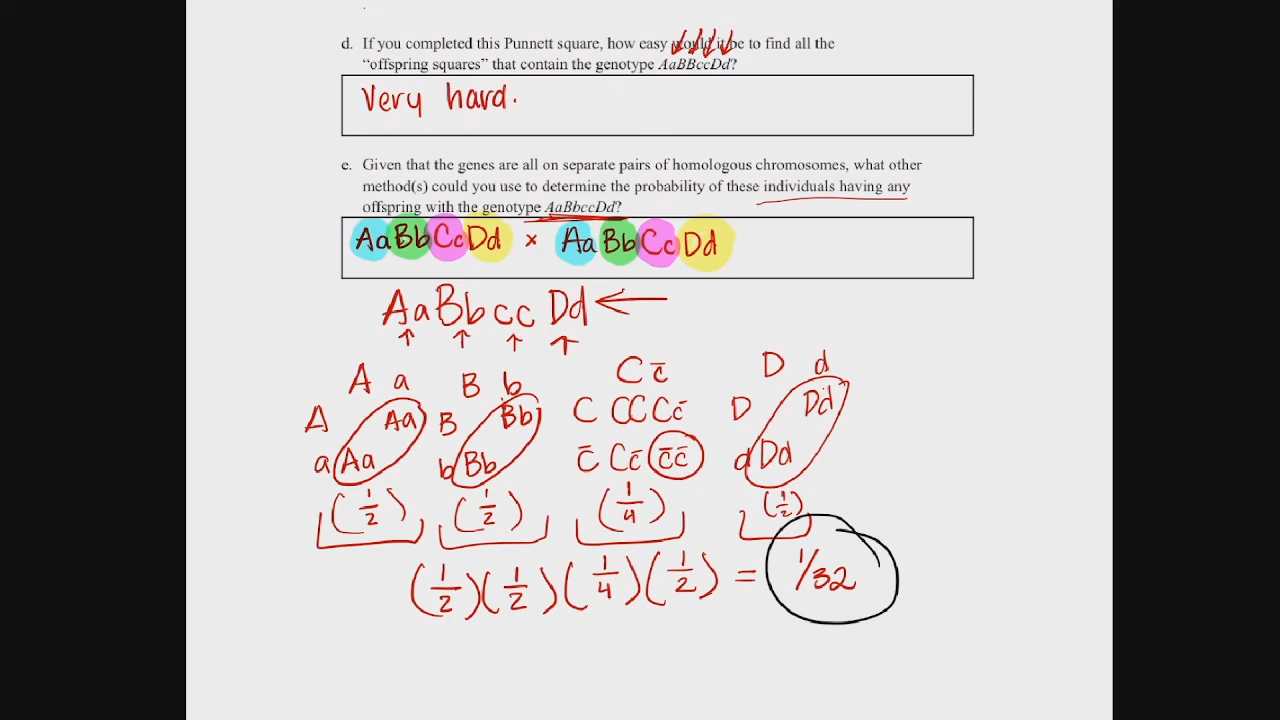 d. If you completed this Punnett square, how easy would it be to find all the
“offspring squares” that contain the genotype AaBBccDd?
Very hard.
e. Given that the genes are all on separate pairs of homologous chromosomes, what other
method(s) could you use to determine the probability of these individuals having any
offspring with the genotype AaBbccDd?
AaBbCcDd × AaBbCcDd
AaBbccDd
A a B b C c̄ D d
A Aa B Bb C CC Cc̄ D Dd
a Aa b Bb c̄ Cc̄ c̄c̄ d Dd
(1/2) (1/2) (1/4) (1/2)
(1/2)(1/2)(1/4)(1/2) = 1/32